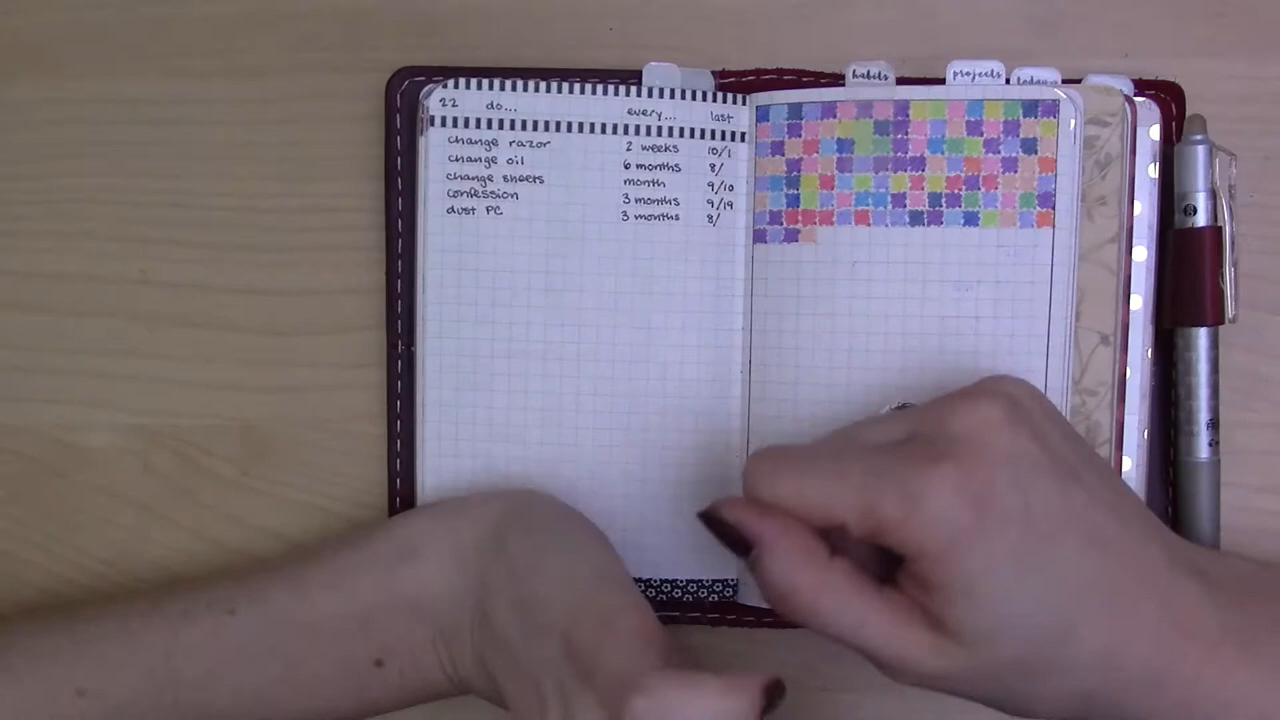 habits
projects
today
22 do... every... last
change razor 2 weeks 10/1
change oil 6 months 8/
change sheets month 9/10
confession 3 months 9/19
dust PC 3 months 8/